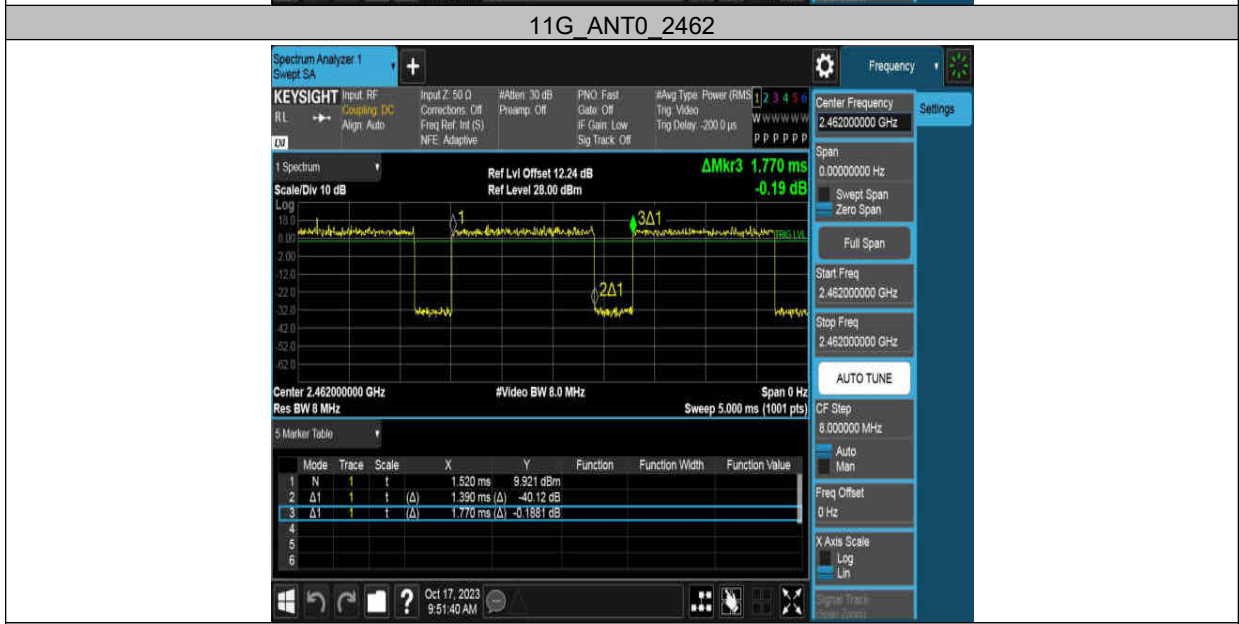 11G_ANT0_2462
Spectrum Analyzer 1
Swept SA
+
Frequency
KEYSIGHT
RL
Input: RF
Coupling: DC
Align: Auto
Input Z: 50 Ω
Corrections: Off
Freq Ref: Int (S)
NFE: Adaptive
#Atten: 30 dB
Preamp: Off
PNO: Fast
Gate: Off
IF Gain: Low
Sig Track: Off
#Avg Type: Power (RMS
Trig: Video
Trig Delay: -200.0 µs
1 2 3 4 5 6
W W W W W W
P P P P P P
Center Frequency
2.462000000 GHz
Settings
Span
0.00000000 Hz
Swept Span
Zero Span
Full Span
Start Freq
2.462000000 GHz
Stop Freq
2.462000000 GHz
AUTO TUNE
CF Step
8.000000 MHz
Auto
Man
Freq Offset
0 Hz
X Axis Scale
Log
Lin
Signal Track
(Span Zoom)
1 Spectrum
Scale/Div 10 dB
Ref Lvl Offset 12.24 dB
Ref Level 28.00 dBm
ΔMkr3 1.770 ms
-0.19 dB
Log
18.0
8.00
-2.00
-12.0
-22.0
-32.0
-42.0
-52.0
-62.0
1
2Δ1
3Δ1
TRIG LVL
Center 2.462000000 GHz
Res BW 8 MHz
#Video BW 8.0 MHz
Span 0 Hz
Sweep 5.000 ms (1001 pts)
5 Marker Table
Mode Trace Scale X Y Function Function Width Function Value
1 N 1 t 1.520 ms 9.921 dBm
2 Δ1 1 t (Δ) 1.390 ms (Δ) -40.12 dB
3 Δ1 1 t (Δ) 1.770 ms (Δ) -0.1881 dB
4
5
6
?
Oct 17, 2023
9:51:40 AM